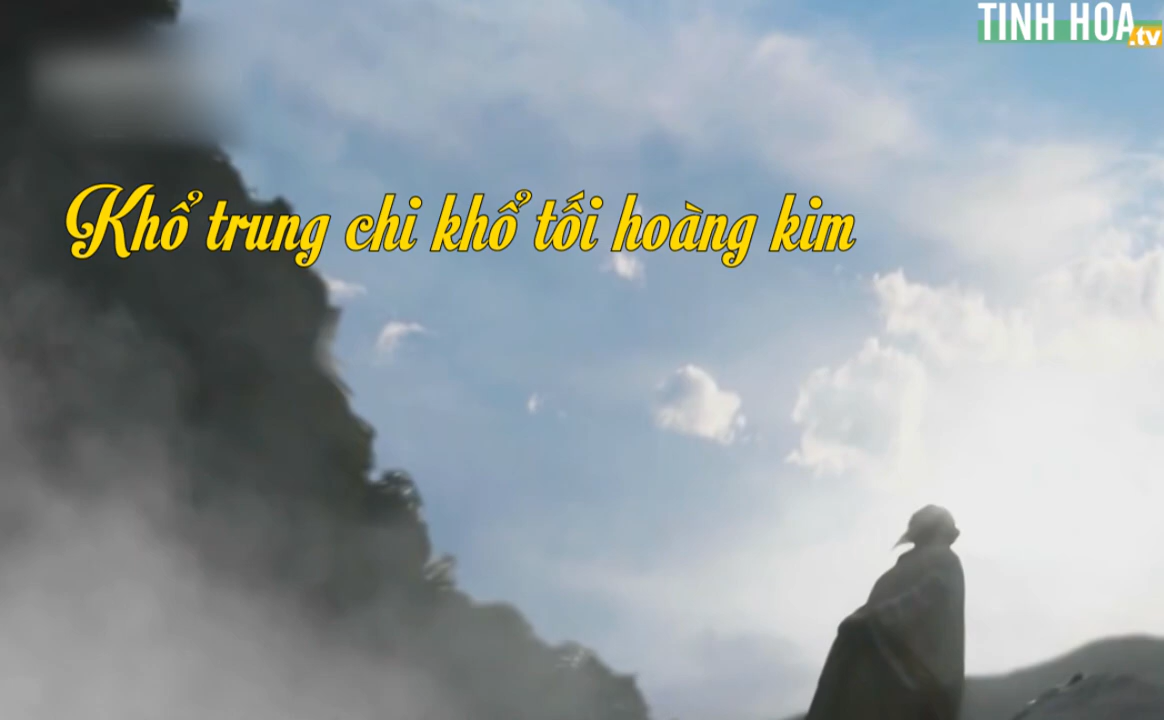 TINH HOA
.tv
Khổ trung chi khổ tối hoàng kim